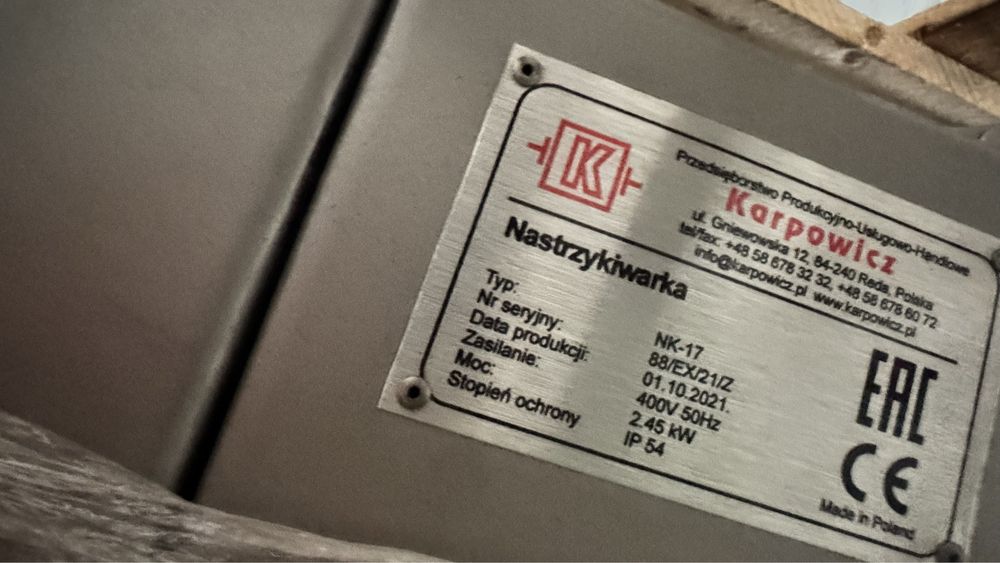 K
Przedsięborstwo Produkcyjno-Usługowo-Handlowe
Karpowicz
ul. Gniewowska 12, 84-240 Reda, Polska
tel/fax: +48 58 678 32 32, +48 58 678 60 72
info@karpowicz.pl www.karpowicz.pl
Nastrzykiwarka
Typ: NK-17
Nr seryjny: 88/EX/21/Z
Data produkcji: 01.10.2021.
Zasilanie: 400V 50Hz
Moc: 2.45 kW
Stopień ochrony IP 54
EAC
CE
Made in Poland